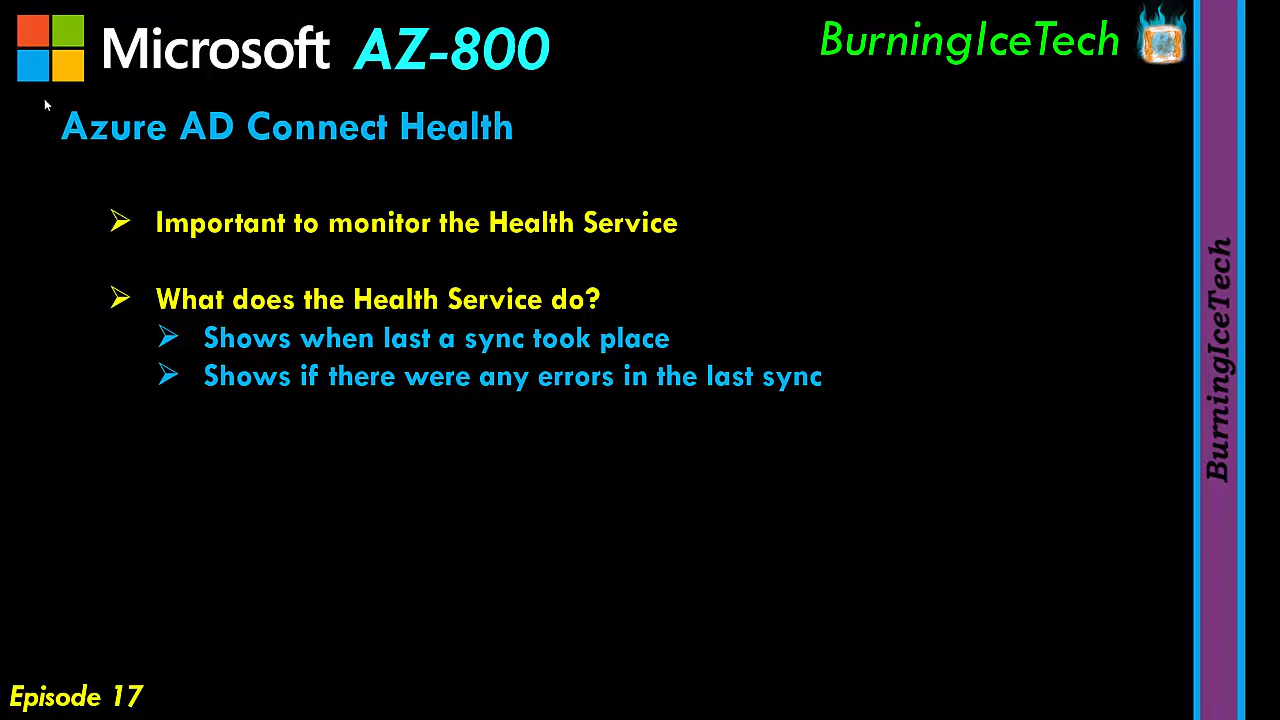 Microsoft AZ-800
BurningIceTech
Azure AD Connect Health
Important to monitor the Health Service
What does the Health Service do?
Shows when last a sync took place
Shows if there were any errors in the last sync
BurningIceTech
Episode 17